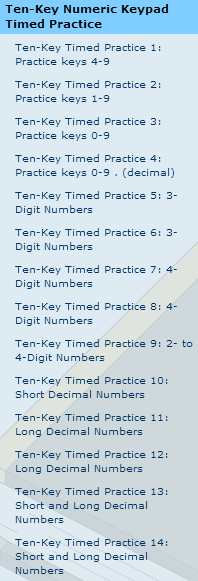 Ten-Key Numeric Keypad
Timed Practice
Ten-Key Timed Practice 1:
Practice keys 4-9
Ten-Key Timed Practice 2:
Practice keys 1-9
Ten-Key Timed Practice 3:
Practice keys 0-9
Ten-Key Timed Practice 4:
Practice keys 0-9 . (decimal)
Ten-Key Timed Practice 5: 3-
Digit Numbers
Ten-Key Timed Practice 6: 3-
Digit Numbers
Ten-Key Timed Practice 7: 4-
Digit Numbers
Ten-Key Timed Practice 8: 4-
Digit Numbers
Ten-Key Timed Practice 9: 2- to
4-Digit Numbers
Ten-Key Timed Practice 10:
Short Decimal Numbers
Ten-Key Timed Practice 11:
Long Decimal Numbers
Ten-Key Timed Practice 12:
Long Decimal Numbers
Ten-Key Timed Practice 13:
Short and Long Decimal
Numbers
Ten-Key Timed Practice 14:
Short and Long Decimal
Numbers